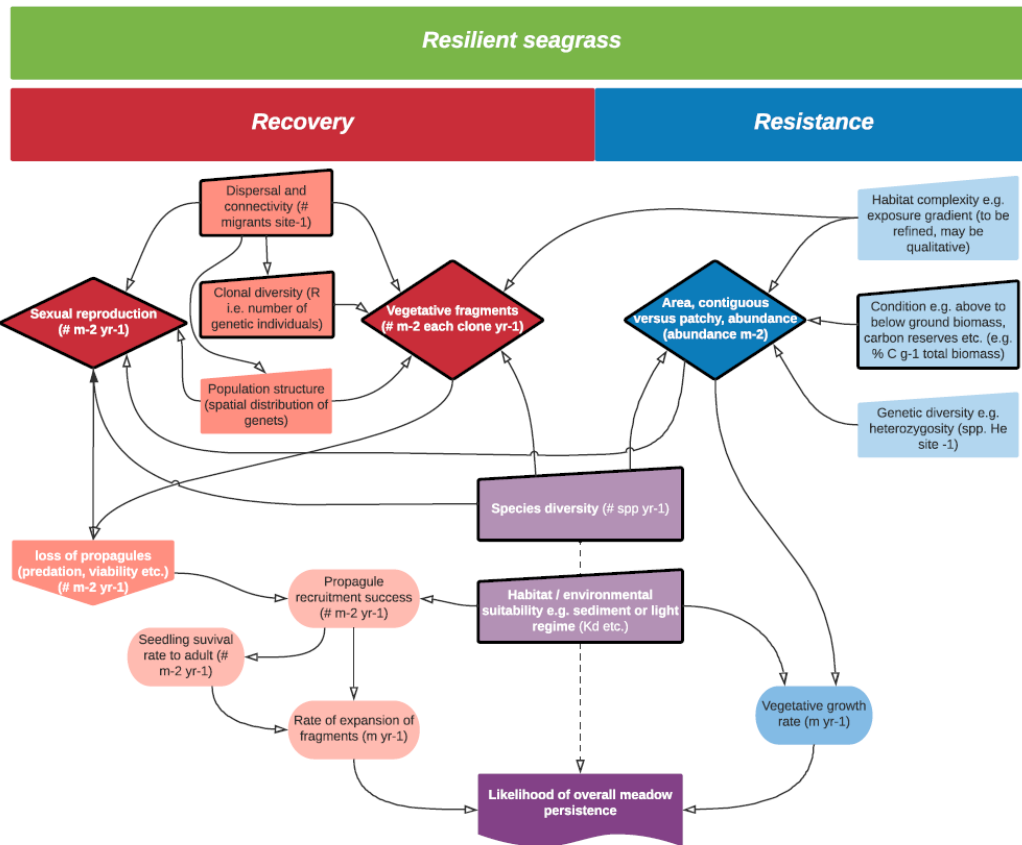 Resilient seagrass
Recovery
Resistance
Dispersal and
connectivity (#
migrants site-1)
Habitat complexity e.g.
exposure gradient (to be
refined, may be
qualitative)
Clonal diversity (R
i.e. number of
genetic individuals)
Sexual reproduction
(# m-2 yr-1)
Vegetative fragments
(# m-2 each clone yr-1)
Area, contiguous
versus patchy, abundance
(abundance m-2)
Condition e.g. above to
below ground biomass,
carbon reserves etc. (e.g.
% C g-1 total biomass)
Population structure
(spatial distribution of
genets)
Genetic diversity e.g.
heterozygosity (spp. He
site -1)
Species diversity (# spp yr-1)
loss of propagules
(predation, viability etc.)
(# m-2 yr-1)
Propagule
recruitment success
(# m-2 yr-1)
Habitat / environmental
suitability e.g. sediment or light
regime (Kd etc.)
Seedling suvival
rate to adult (#
m-2 yr-1)
Rate of expansion of
fragments (m yr-1)
Vegetative growth
rate (m yr-1)
Likelihood of overall meadow
persistence